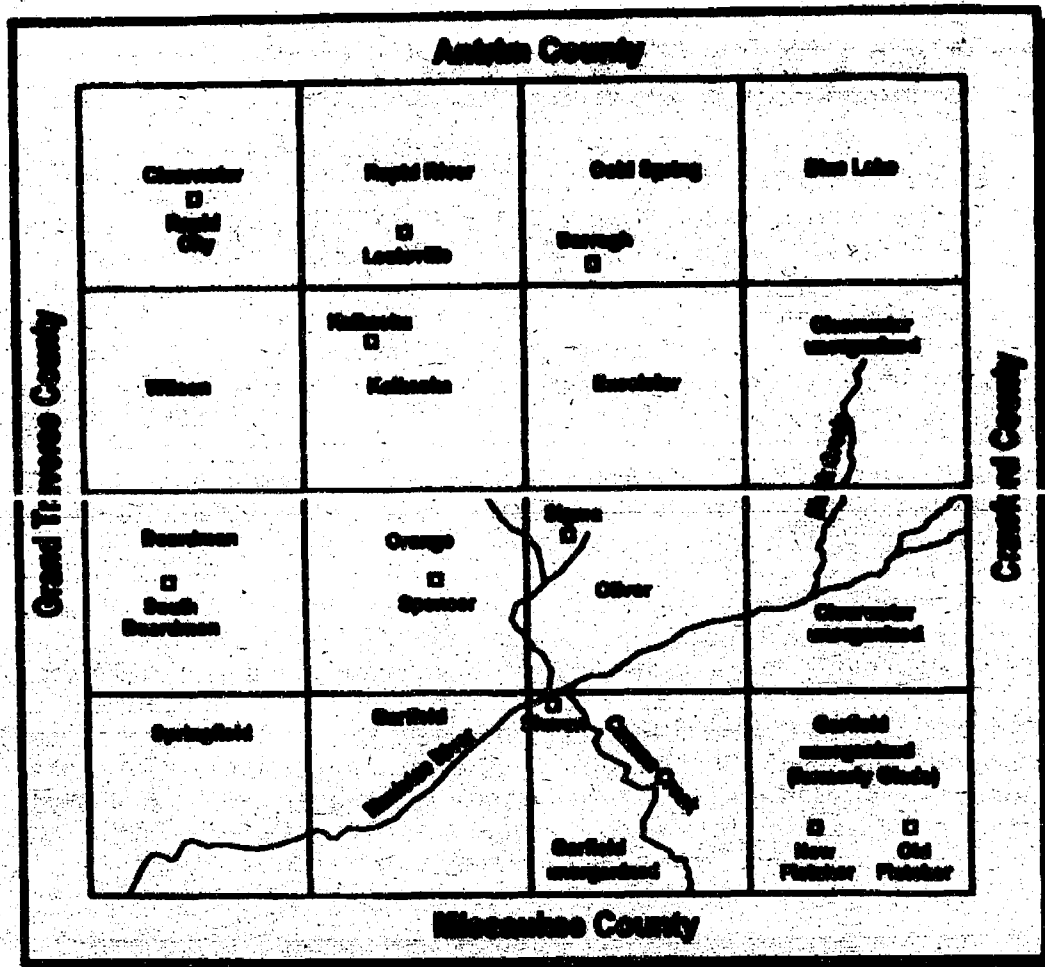 Antrim County
Clearwater
Rapid
City
Rapid River
Leetsville
Cold Spring
Darragh
Blue Lake
Grand Traverse County
Wilson
Kalkaska
Kalkaska
Excelsior
Clearwater
unorganized
Crawford County
Boardman
South
Boardman
Orange
Spencer
Sigma
Oliver
Clearwater
unorganized
Springfield
Garfield
Manistee River
Sharon
Garfield
unorganized
Garfield
unorganized
(formerly Glade)
New
Fletcher
Old
Fletcher
Missaukee County